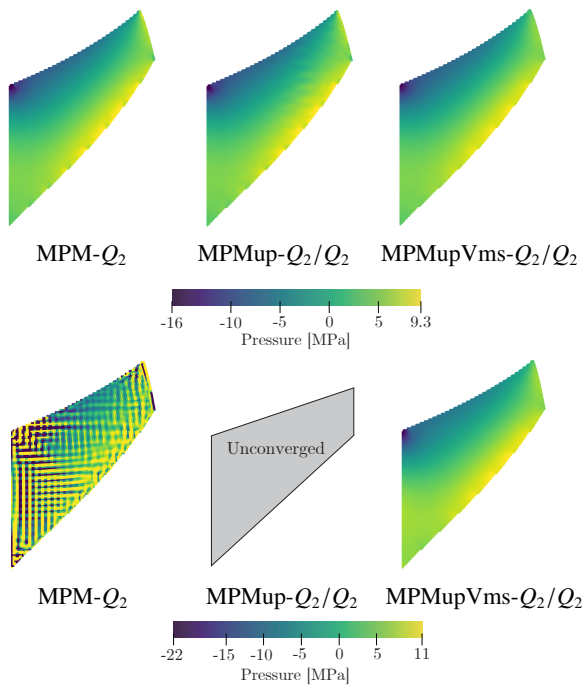 MPM-Q2 MPMup-Q2/Q2 MPMupVms-Q2/Q2
-16 -10 -5 0 5 9.3
Pressure [MPa]
Unconverged
MPM-Q2 MPMup-Q2/Q2 MPMupVms-Q2/Q2
-22 -15 -10 -5 0 5 11
Pressure [MPa]